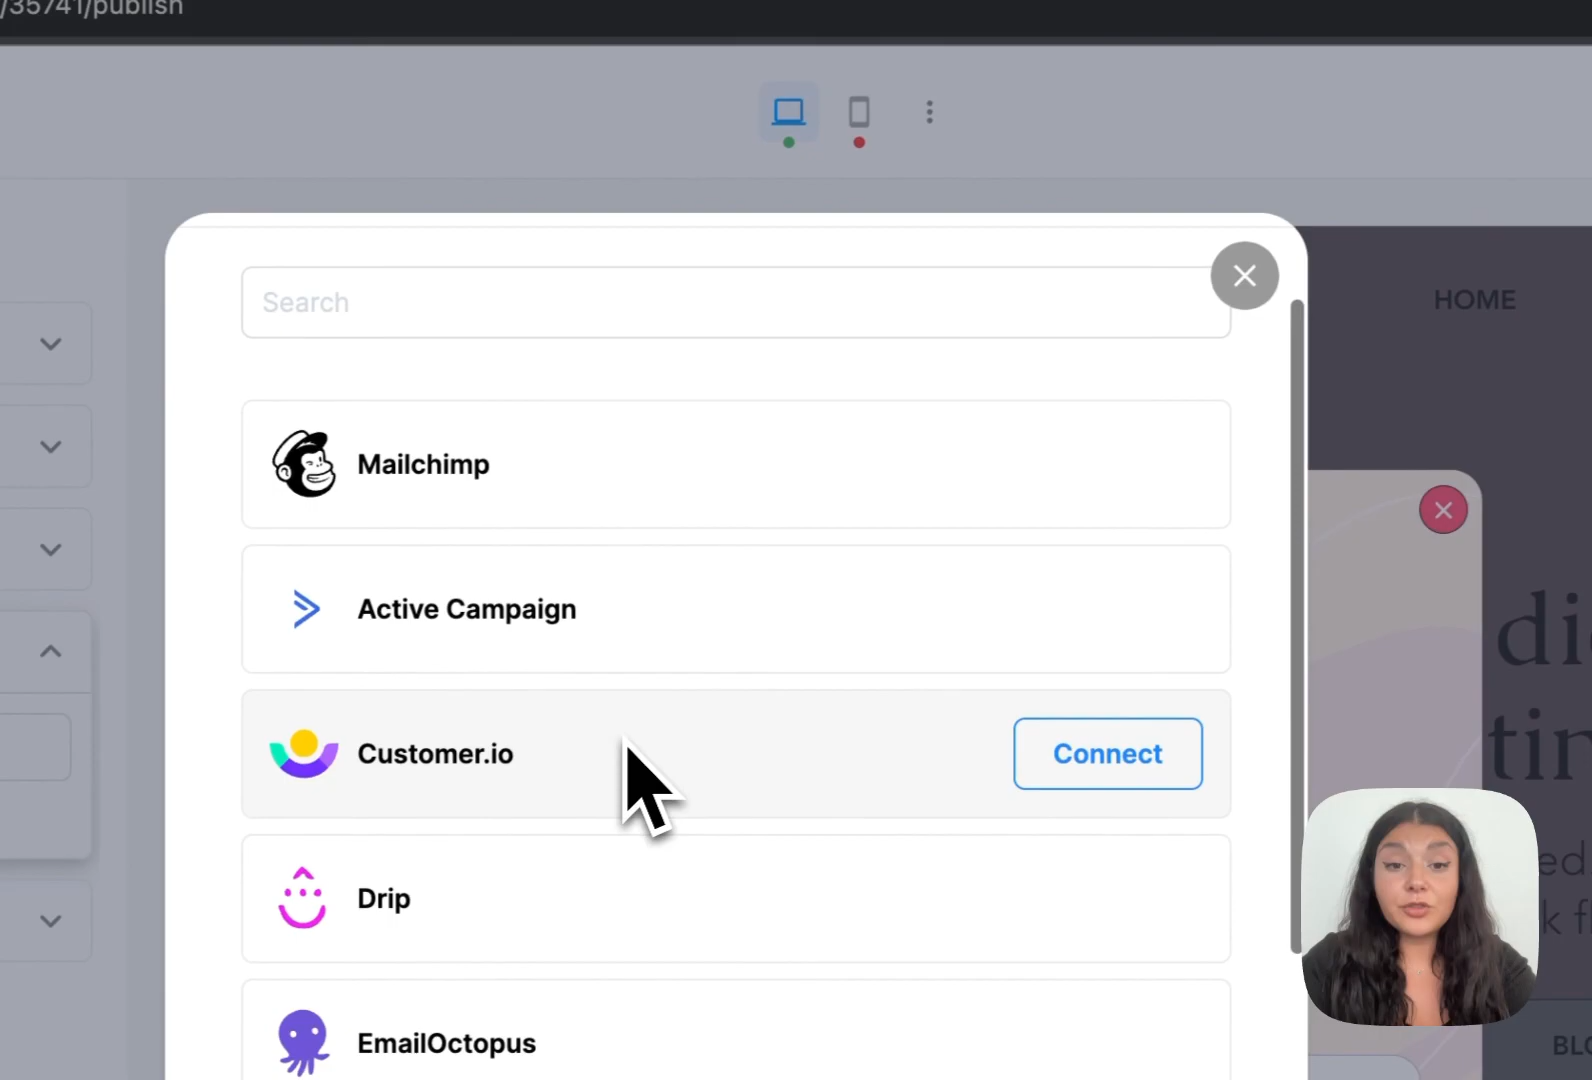 /35741/publish
HOME
Search
Mailchimp
Active Campaign
Customer.io
Connect
Drip
EmailOctopus